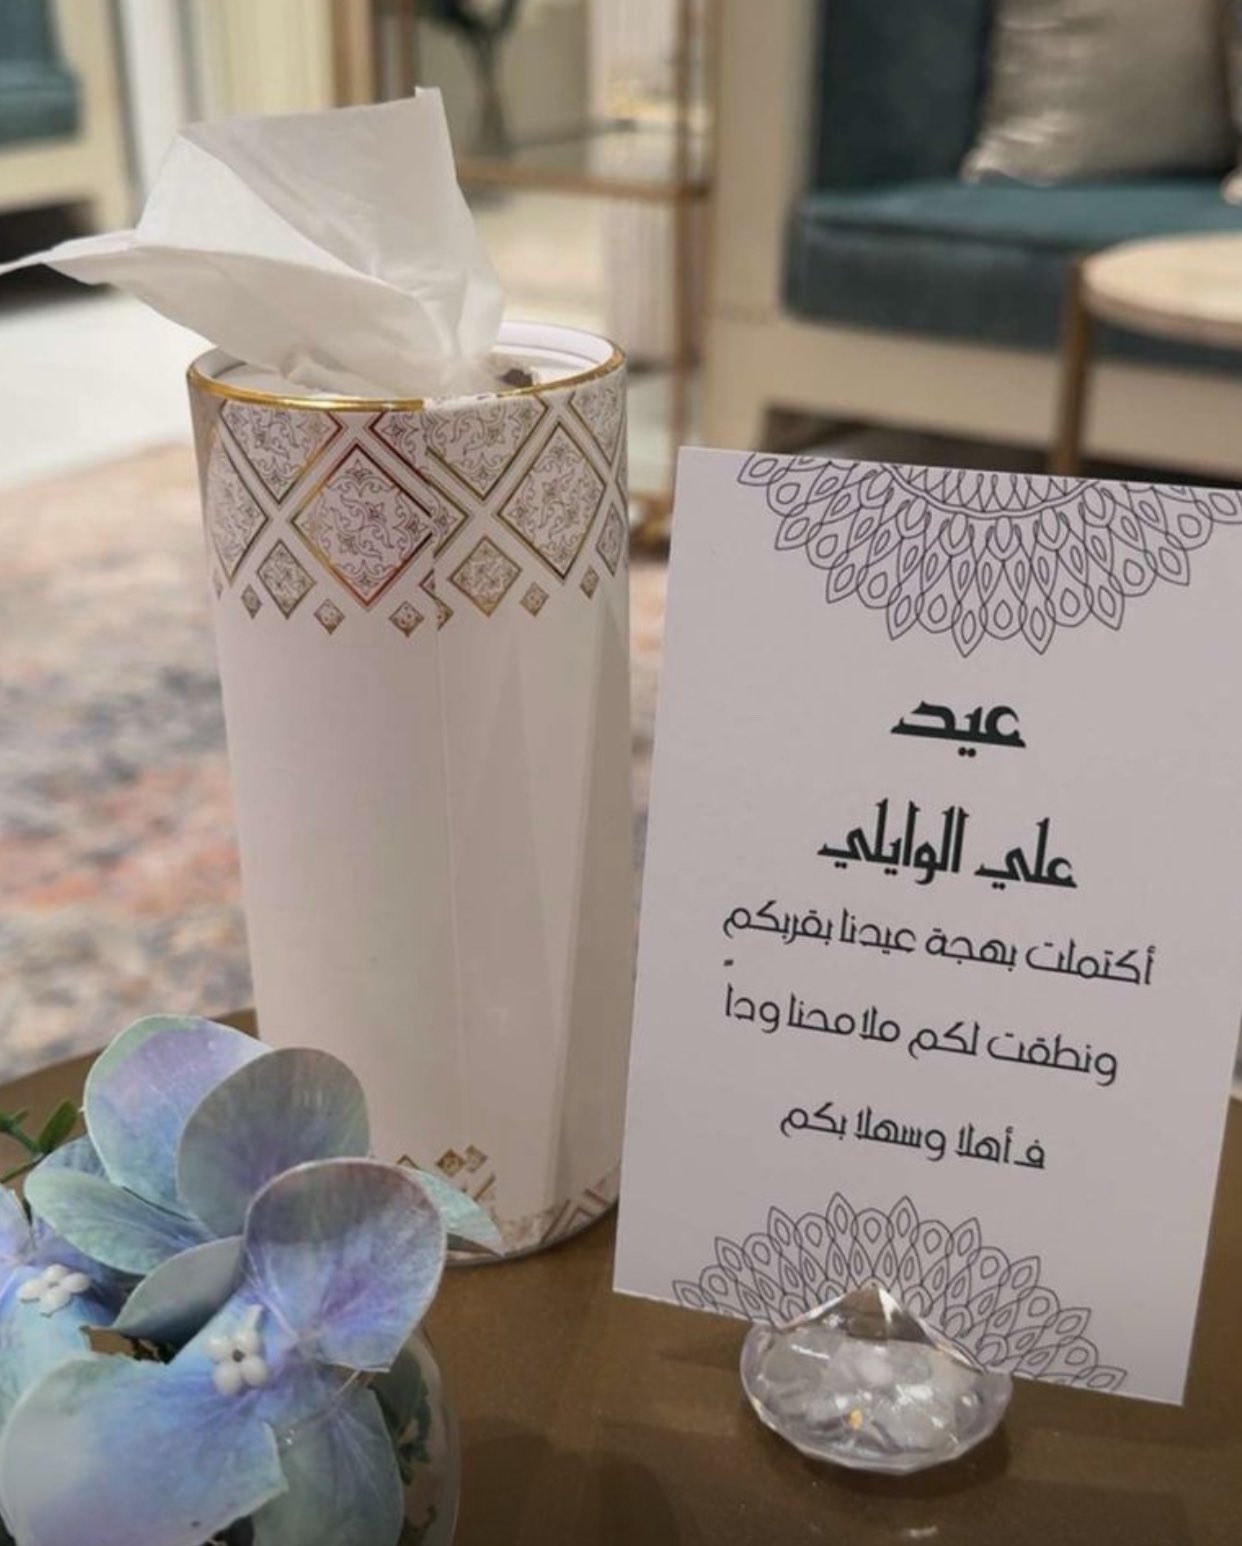 عيد
علي الوايلي
أكتملت بهجة عيدنا بقربكم
ونطقت لكم ملامحنا وداً
فـ أهلا وسهلا بكم